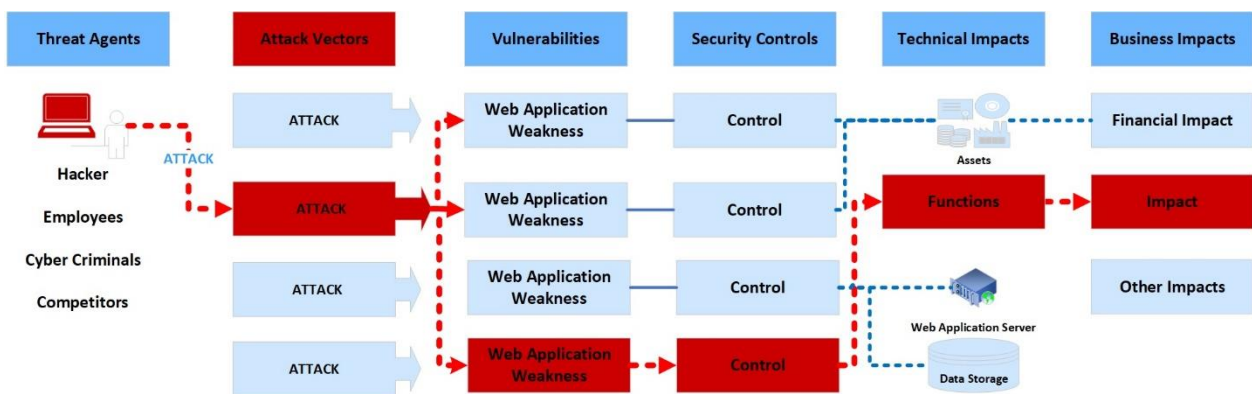 Threat Agents
Attack Vectors
Vulnerabilities
Security Controls
Technical Impacts
Business Impacts
ATTACK
Hacker
Employees
Cyber Criminals
Competitors
ATTACK
ATTACK
ATTACK
ATTACK
Web Application
Weakness
Web Application
Weakness
Web Application
Weakness
Web Application
Weakness
Control
Control
Control
Control
Assets
Functions
Web Application Server
Data Storage
Financial Impact
Impact
Other Impacts